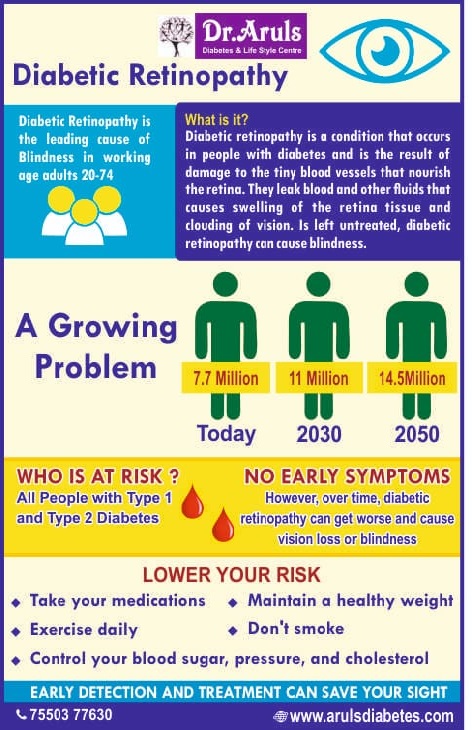 Dr.Aruls
Diabetes & Life Style Centre
Diabetic Retinopathy
Diabetic Retinopathy is
the leading cause of
Blindness in working
age adults 20-74
What is it?
Diabetic retinopathy is a condition that occurs
in people with diabetes and is the result of
damage to the tiny blood vessels that nourish
the retina. They leak blood and other fluids that
causes swelling of the retina tissue and
clouding of vision. Is left untreated, diabetic
retinopathy can cause blindness.
A Growing
Problem
7.7 Million
11 Million
14.5Million
Today
2030
2050
WHO IS AT RISK ?
All People with Type 1
and Type 2 Diabetes
NO EARLY SYMPTOMS
However, over time, diabetic
retinopathy can get worse and cause
vision loss or blindness
LOWER YOUR RISK
◆ Take your medications
◆ Maintain a healthy weight
◆ Exercise daily
◆ Don't smoke
◆ Control your blood sugar, pressure, and cholesterol
EARLY DETECTION AND TREATMENT CAN SAVE YOUR SIGHT
75503 77630
www.arulsdiabetes.com